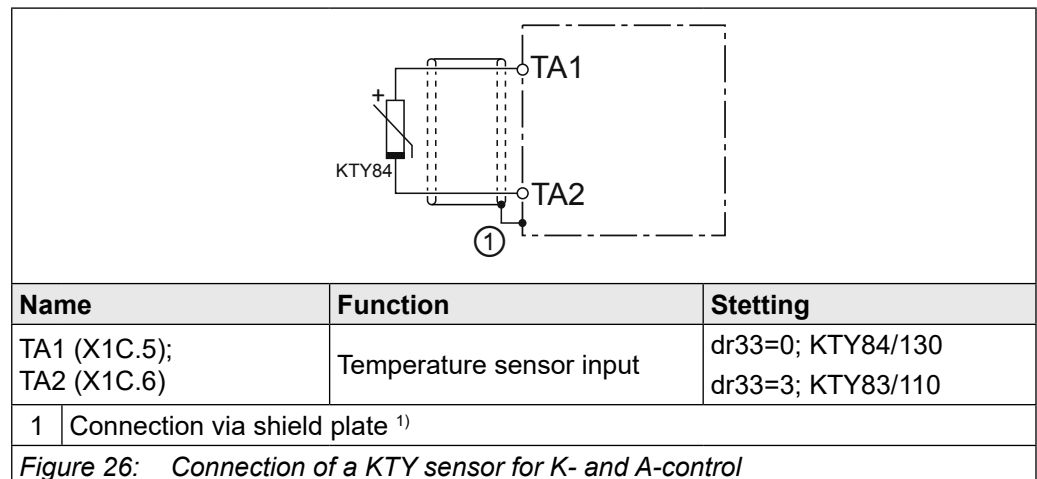 TA1
+
KTY84
TA2
1
Name Function Stetting
TA1 (X1C.5);
TA2 (X1C.6)
Temperature sensor input
dr33=0; KTY84/130
dr33=3; KTY83/110
1 Connection via shield plate 1)
Figure 26: Connection of a KTY sensor for K- and A-control